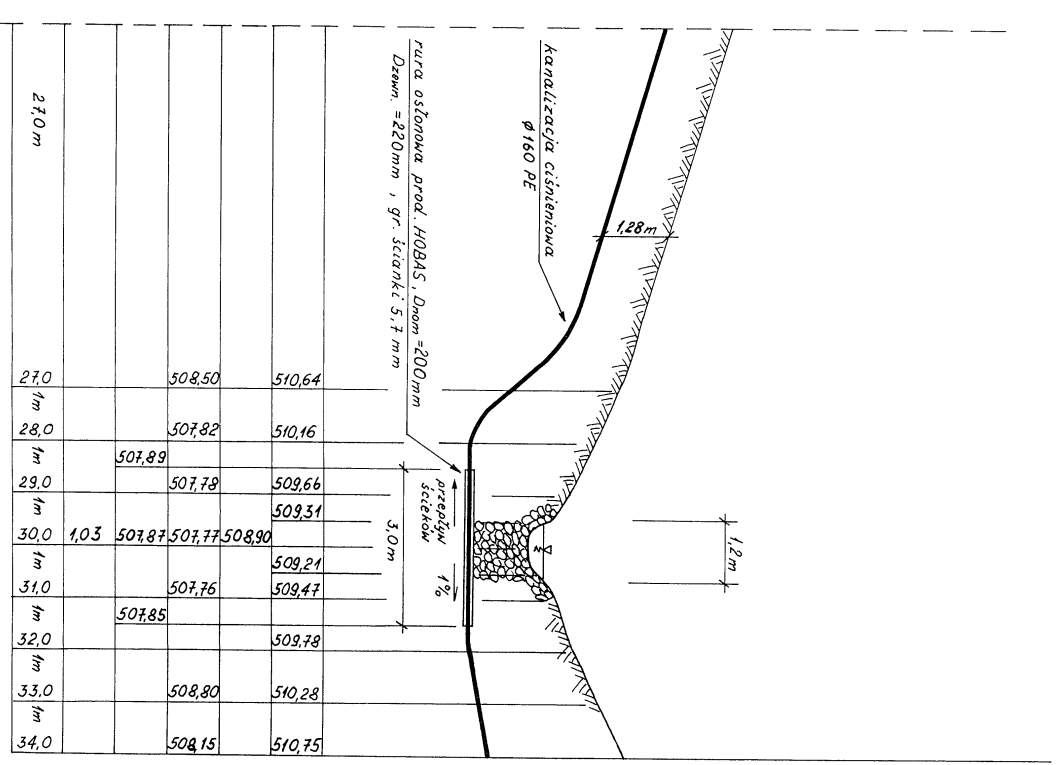 kanalizacja ciśnieniowa
Ø 160 PE
rura osłonowa prod. HOBAS, Dnom=200mm
Dzewn. =220mm, gr. ścianki 5,7 mm
1,28m
1,2m
przepływ
ścieków
1%
3,0m
27,0 m
27,0 508,50 510,64
1m
28,0 507,82 510,16
1m 507,89
29,0 507,78 509,66
1m 509,31
30,0 1,03 507,87 507,77 508,90
1m 509,21
31,0 507,76 509,47
1m 507,85
32,0 509,78
1m
33,0 508,80 510,28
1m
34,0 508,15 510,75